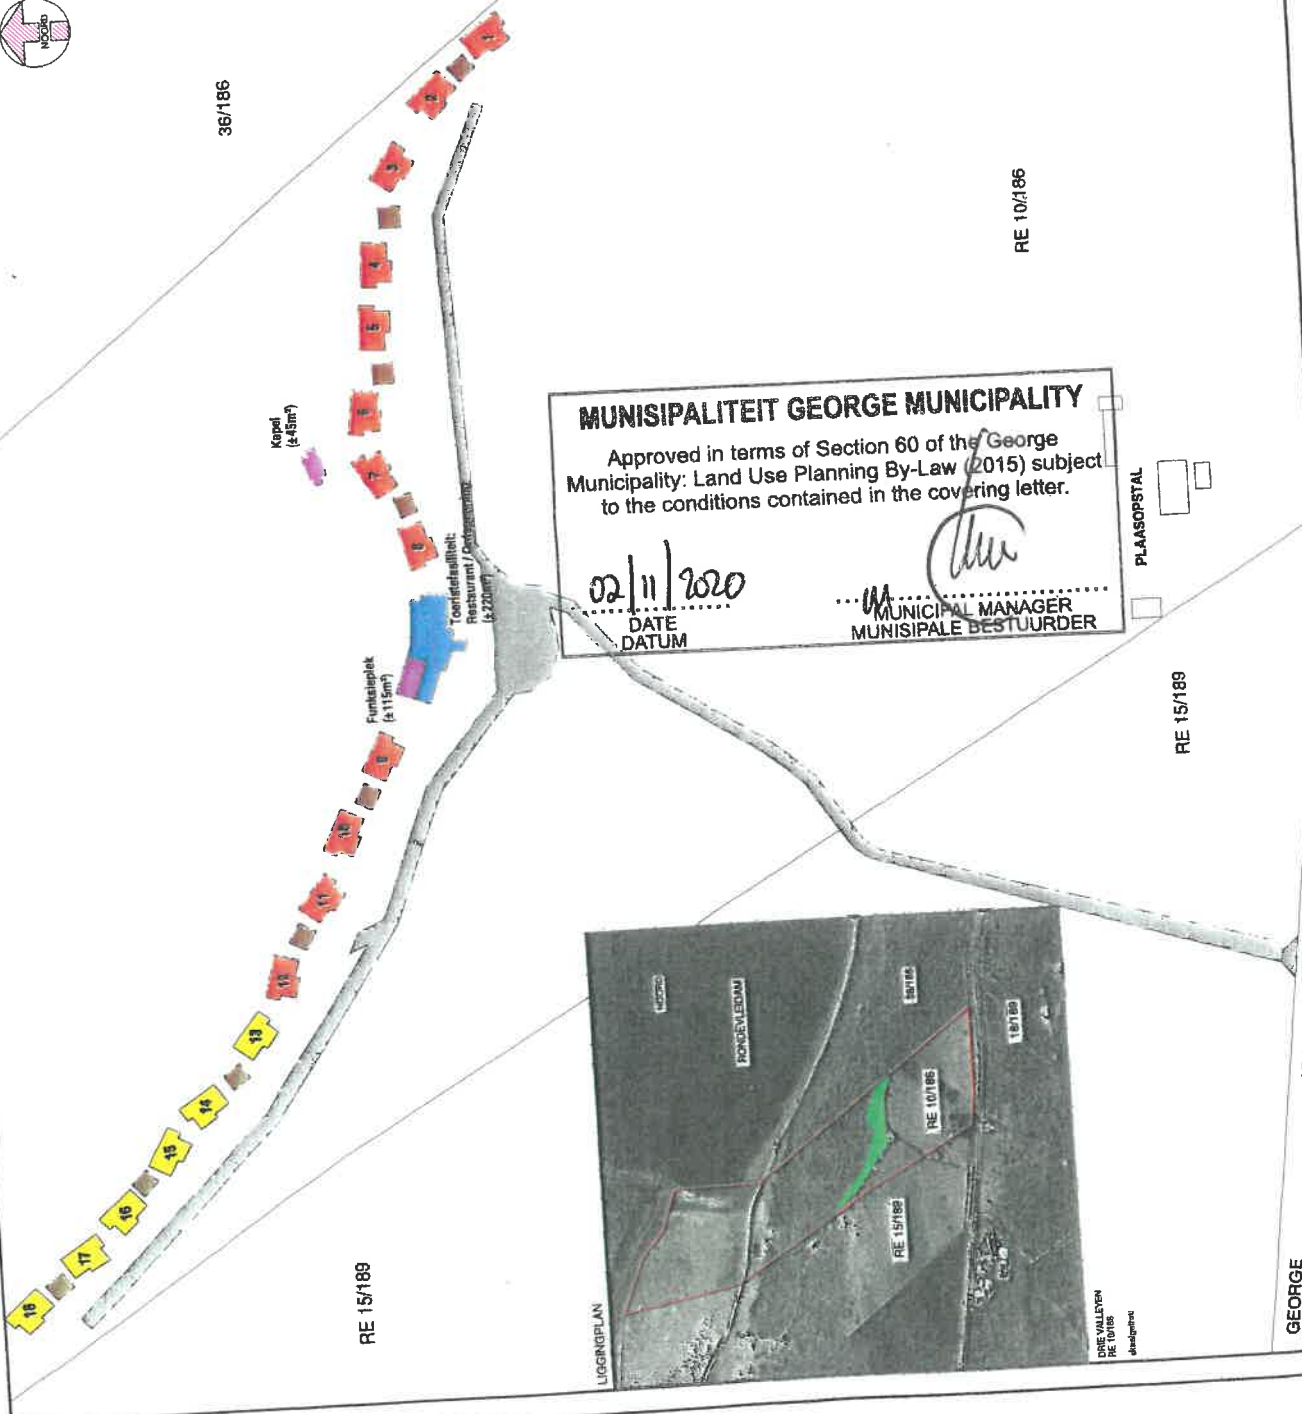 NOORD
36/186
1
2
3
4
5
6
7
8
Kapel
(±45m²)
Toeristefasiliteit:
Restaurant /
(±220m²)
Funksieplek
(±115m²)
9
10
11
12
13
14
15
16
17
18
RE 10/186
MUNISIPALITEIT GEORGE MUNICIPALITY
Approved in terms of Section 60 of the George
Municipality: Land Use Planning By-Law (2015) subject
to the conditions contained in the covering letter.
02/11/2020
DATE
DATUM
MUNICIPAL MANAGER
MUNISIPALE BESTUURDER
PLAASOPSTAL
RE 15/189
RE 15/189
LIGGINGPLAN
NOORD
RONDEVLEIDAM
36/186
RE 10/186
18/189
RE 15/189
DRIE VALLEYEN
RE 10/186
GEORGE